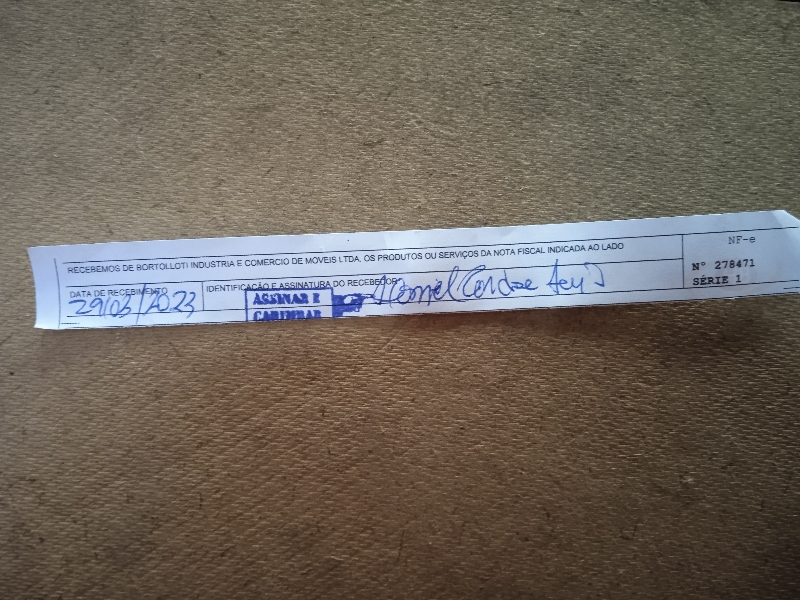 RECEBEMOS DE BORTOLLOTI INDUSTRIA E COMERCIO DE MOVEIS LTDA. OS PRODUTOS OU SERVIÇOS DA NOTA FISCAL INDICADA AO LADO
NF-e
Nº 278471
SÉRIE 1
DATA DE RECEBIMENTO
29/03/2023
IDENTIFICAÇÃO E ASSINATURA DO RECEBEDOR
ASSINAR E
CARIMBAR